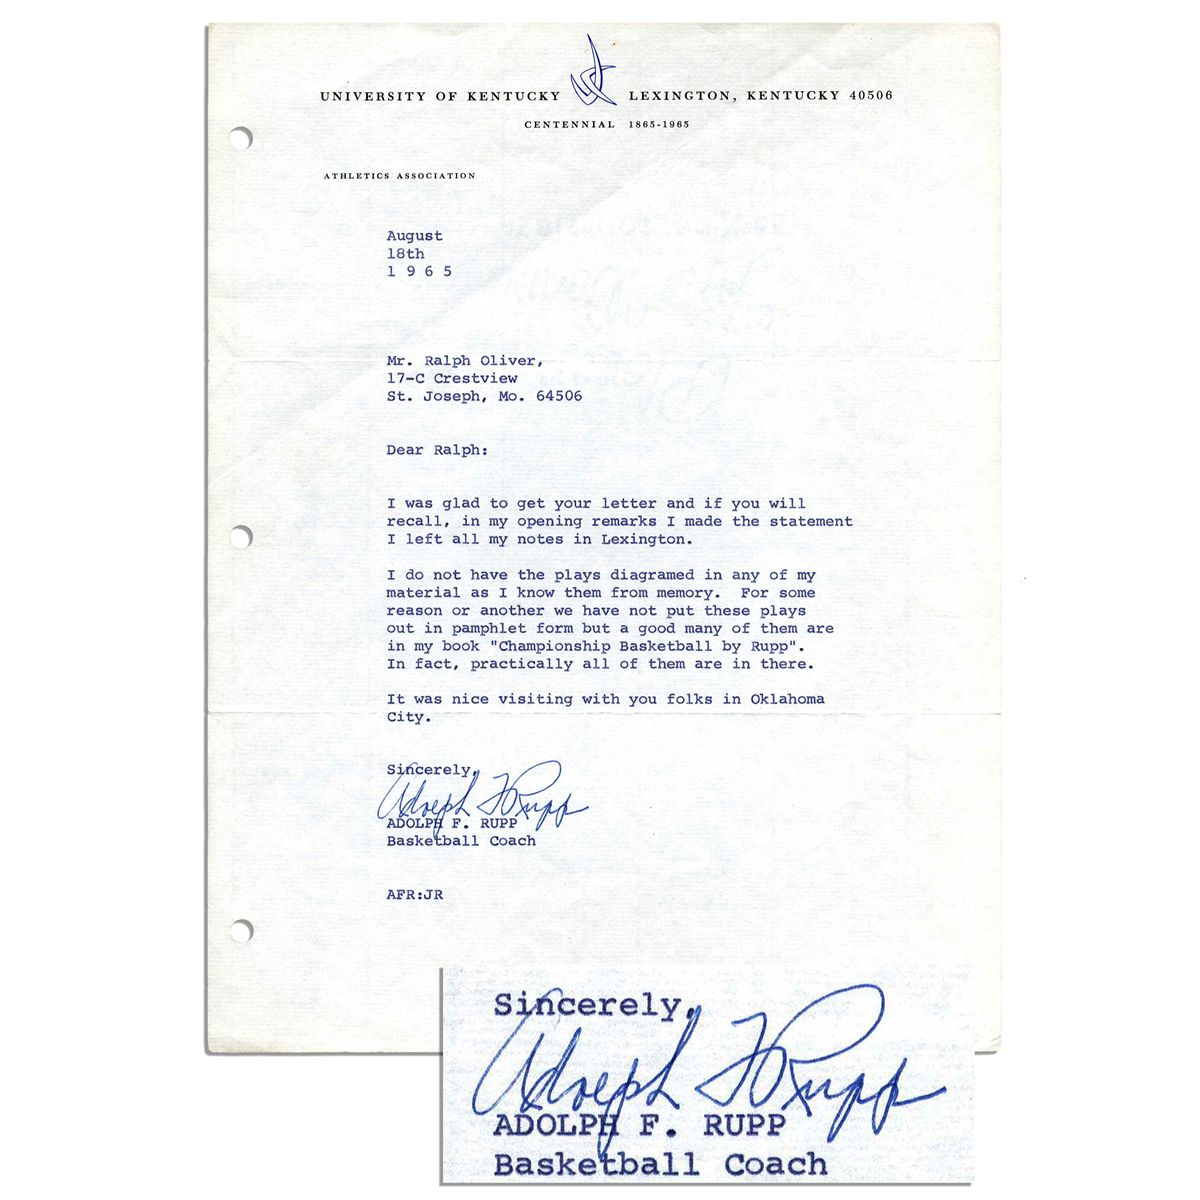 UNIVERSITY OF KENTUCKY LEXINGTON, KENTUCKY 40506
CENTENNIAL 1865-1965
ATHLETICS ASSOCIATION
August
18th
1 9 6 5
Mr. Ralph Oliver,
17-C Crestview
St. Joseph, Mo. 64506
Dear Ralph:
I was glad to get your letter and if you will
recall, in my opening remarks I made the statement
I left all my notes in Lexington.
I do not have the plays diagramed in any of my
material as I know them from memory. For some
reason or another we have not put these plays
out in pamphlet form but a good many of them are
in my book "Championship Basketball by Rupp".
In fact, practically all of them are in there.
It was nice visiting with you folks in Oklahoma
City.
Sincerely,
Adolph F Rupp
ADOLPH F. RUPP
Basketball Coach
AFR:JR
Sincerely,
Adolph F Rupp
ADOLPH F. RUPP
Basketball Coach